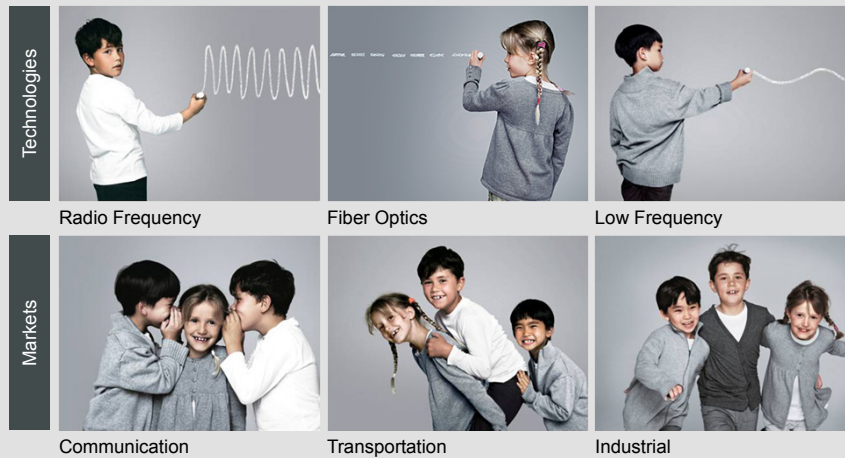 Technologies
Radio Frequency
Fiber Optics
Low Frequency
Markets
Communication
Transportation
Industrial